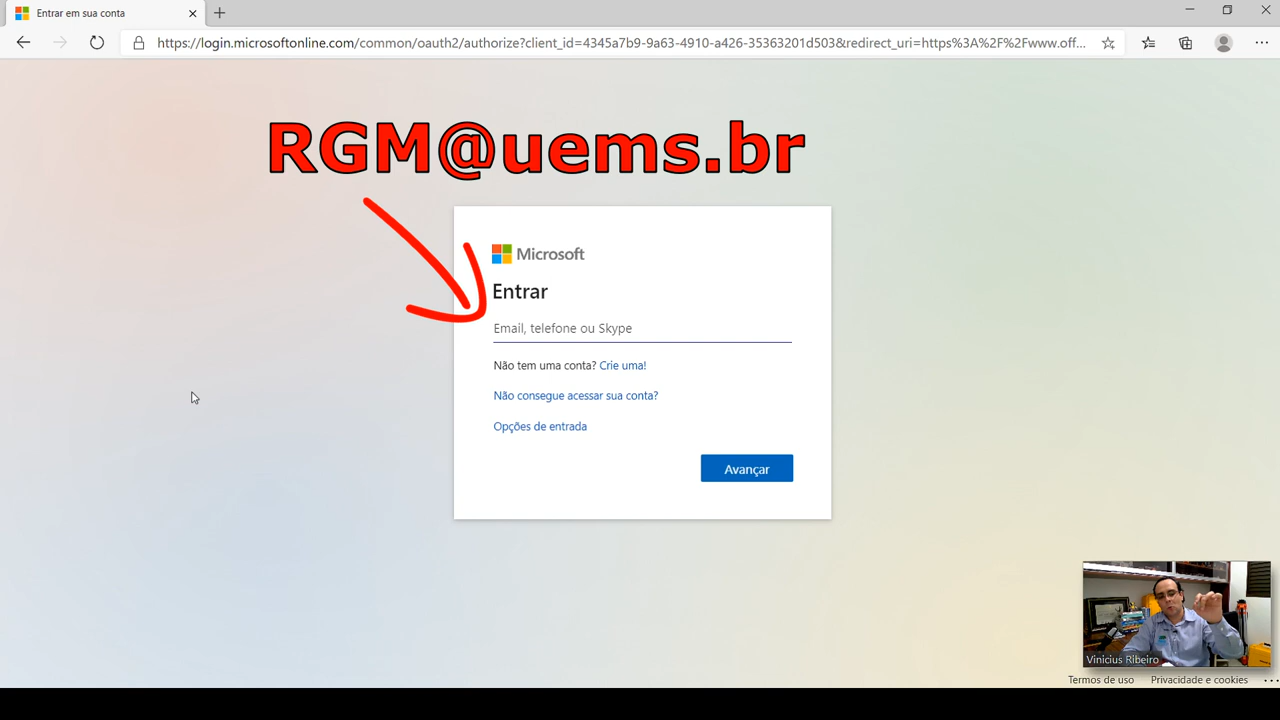 Entrar em sua conta
https://login.microsoftonline.com/common/oauth2/authorize?client_id=4345a7b9-9a63-4910-a426-35363201d503&redirect_uri=https%3A%2F%2Fwww.off...
RGM@uems.br
Microsoft
Entrar
Email, telefone ou Skype
Não tem uma conta? Crie uma!
Não consegue acessar sua conta?
Opções de entrada
Avançar
Vinicius Ribeiro
Termos de uso Privacidade e cookies ...